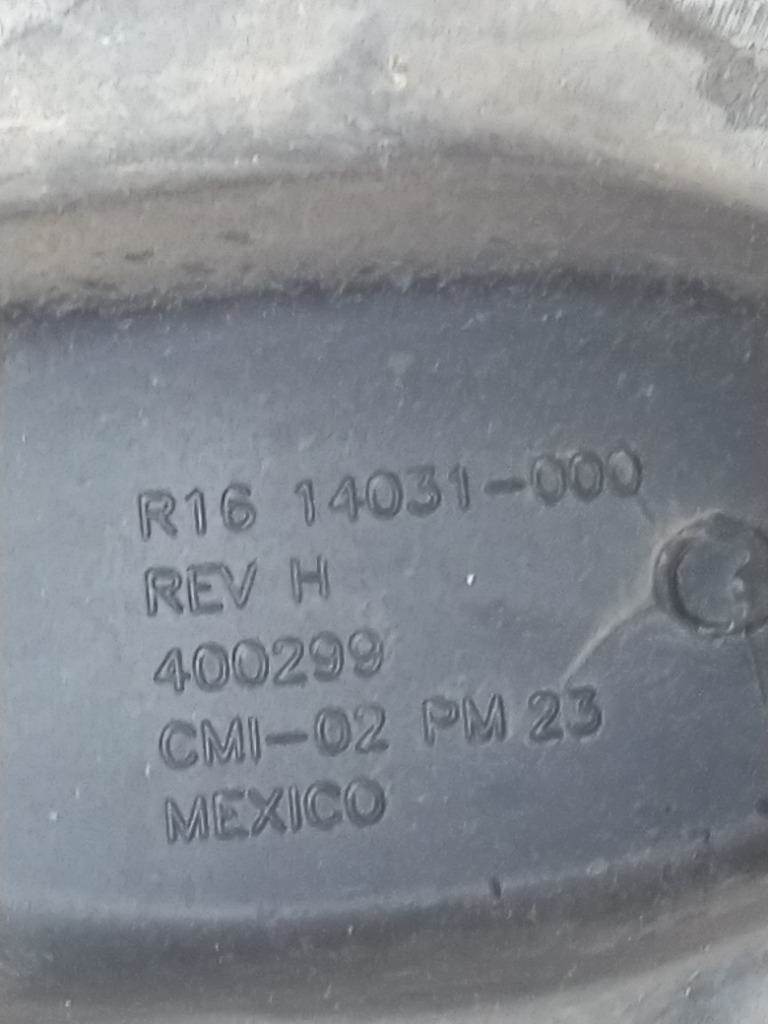 R16 14031-000
REV H
400299
CMI-02 PM 23
MEXICO